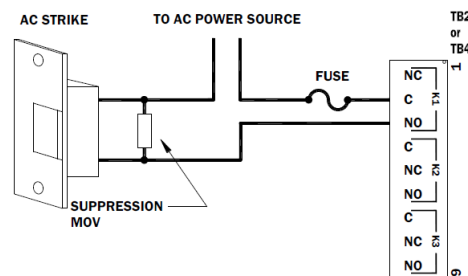 AC STRIKE
TO AC POWER SOURCE
TB2
or
TB4
1
FUSE
NC
C
NO
K1
C
NC
NO
K2
C
NC
NO
K3
9
SUPPRESSION
MOV